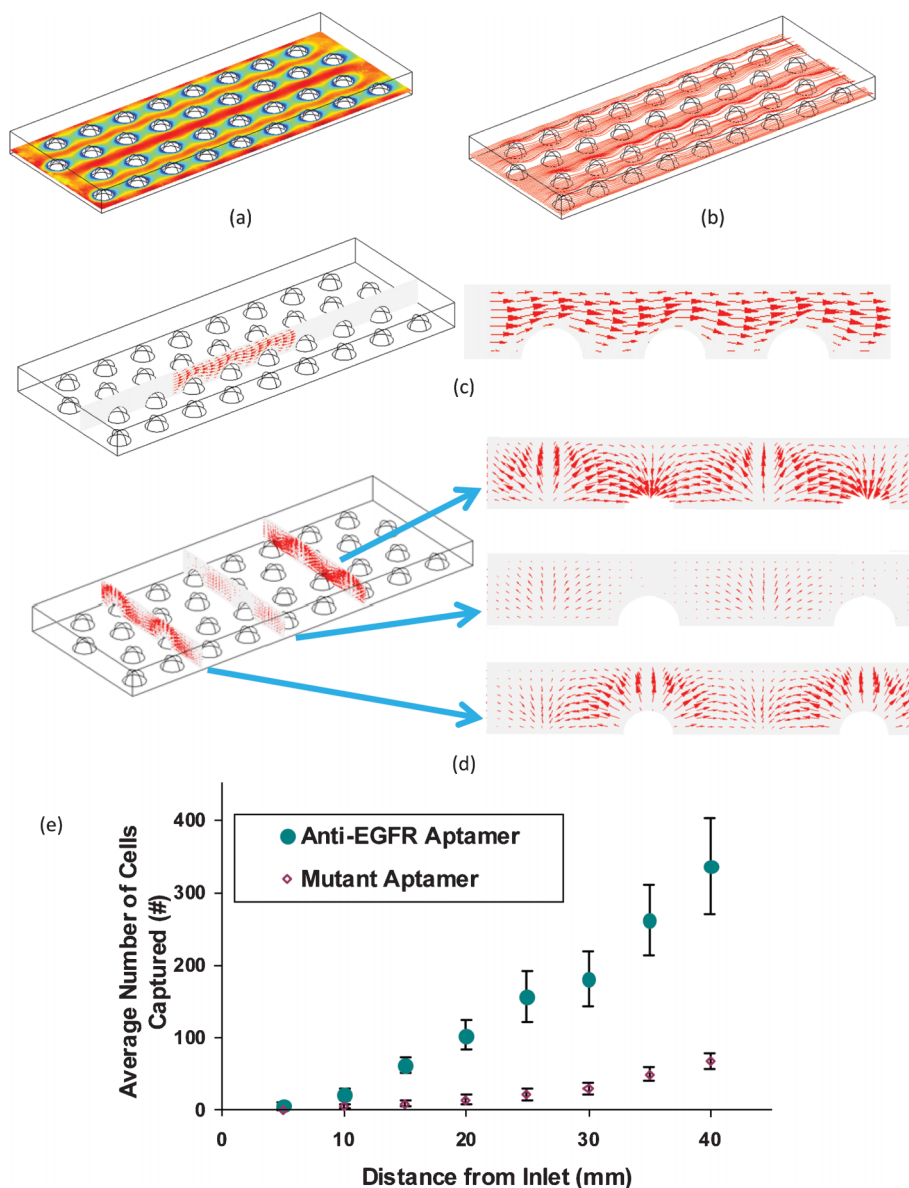 (a)
(b)
(c)
(d)
(e)
Average Number of Cells
Captured (#)
400
300
200
100
0
Anti-EGFR Aptamer
Mutant Aptamer
0
10
20
30
40
Distance from Inlet (mm)